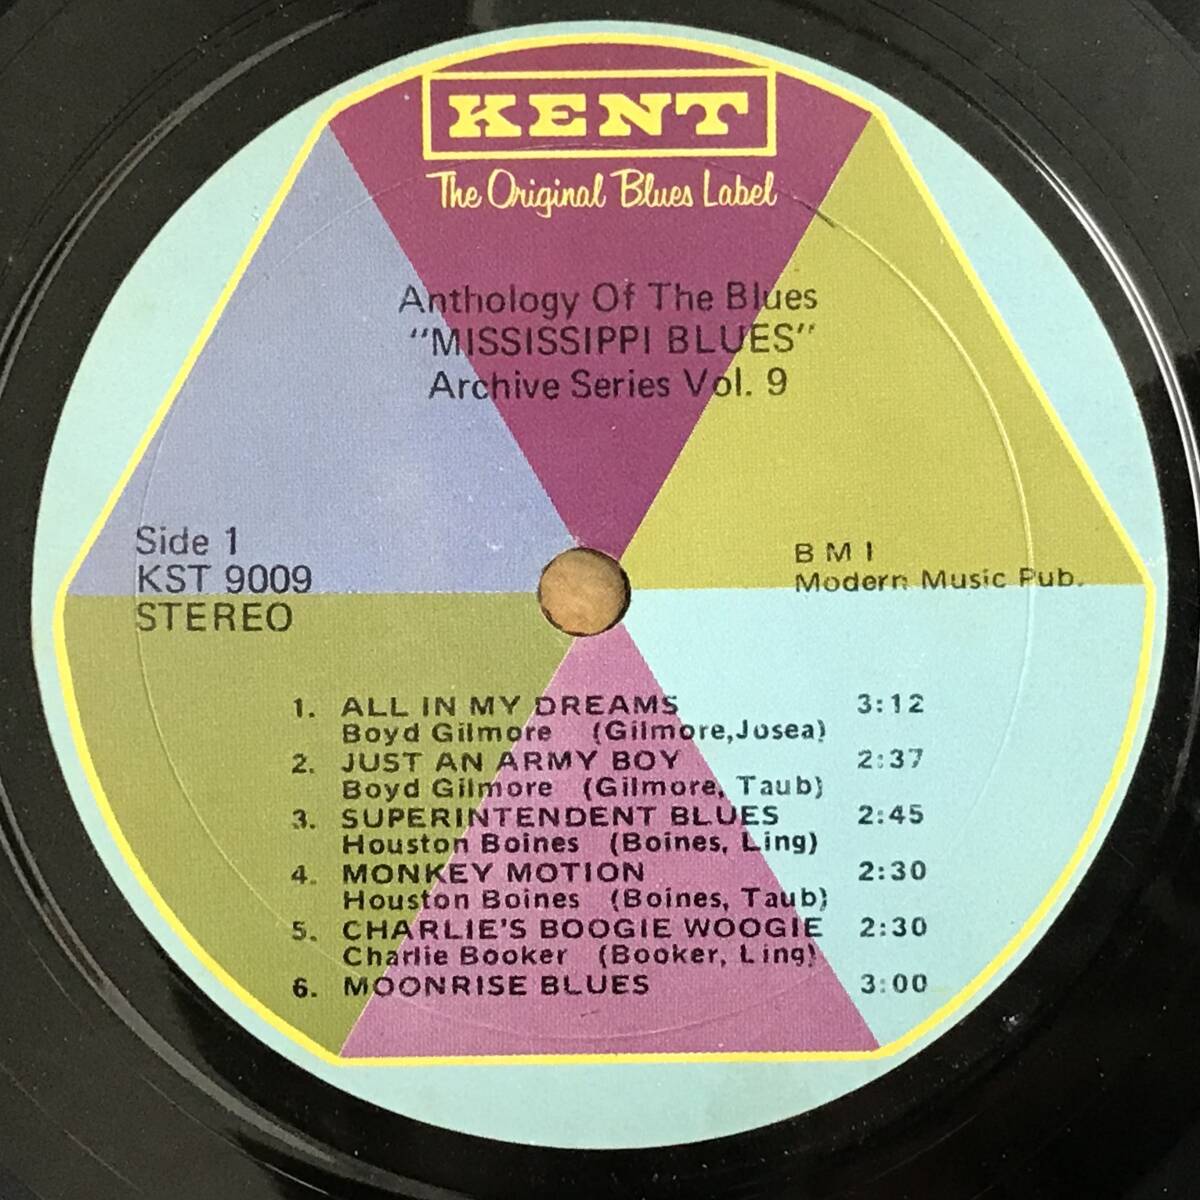 KENT
The Original Blues Label
Anthology Of The Blues
"MISSISSIPPI BLUES"
Archive Series Vol. 9
Side 1
KST 9009
STEREO
B M I
Modern Music Pub.
1. ALL IN MY DREAMS 3:12
Boyd Gilmore (Gilmore,Josea)
2. JUST AN ARMY BOY 2:37
Boyd Gilmore (Gilmore, Taub)
3. SUPERINTENDENT BLUES 2:45
Houston Boines (Boines, Ling)
4. MONKEY MOTION 2:30
Houston Boines (Boines, Taub)
5. CHARLIE'S BOOGIE WOOGIE 2:30
Charlie Booker (Booker, Ling)
6. MOONRISE BLUES 3:00